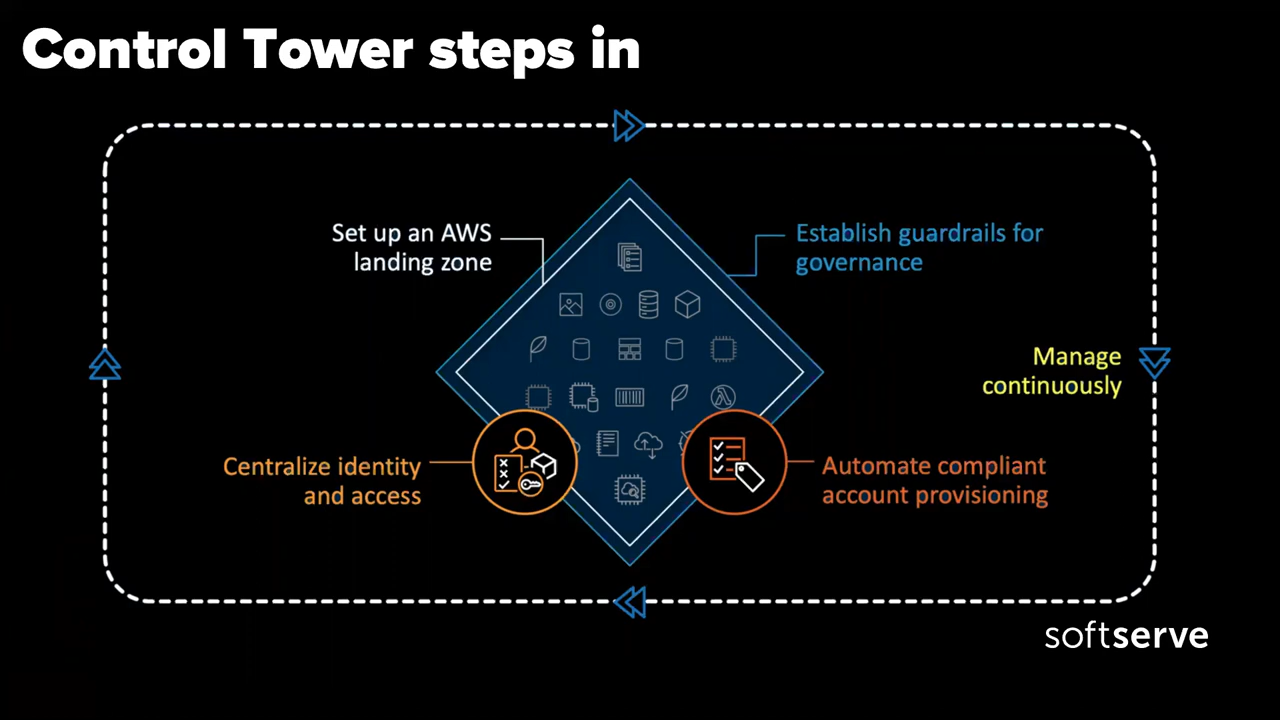 Control Tower steps in
Set up an AWS
landing zone
Establish guardrails for
governance
Manage
continuously
Centralize identity
and access
Automate compliant
account provisioning
softserve